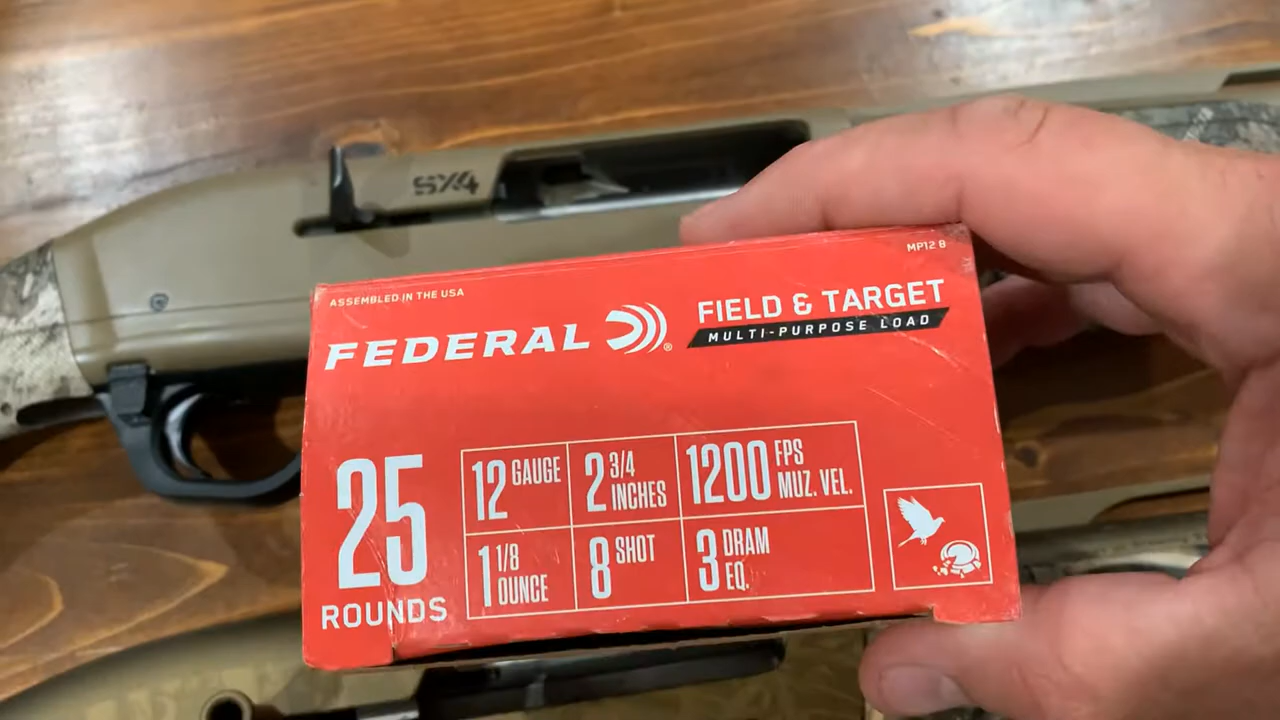 SX4
MP12 8
ASSEMBLED IN THE USA
FEDERAL ®
FIELD & TARGET
MULTI-PURPOSE LOAD
25
ROUNDS
12 GAUGE
2 3/4 INCHES
1200 FPS MUZ. VEL.
1 1/8 OUNCE
8 SHOT
3 DRAM EQ.